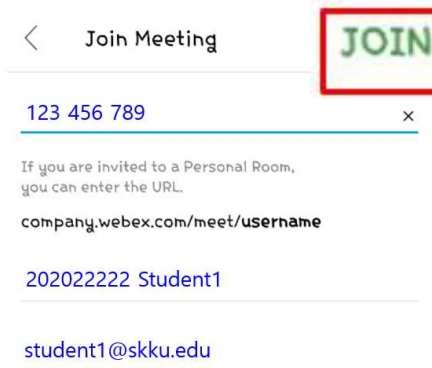 Join Meeting
JOIN
123 456 789
If you are invited to a Personal Room,
you can enter the URL.
company.webex.com/meet/username
202022222 Student1
student1@skku.edu